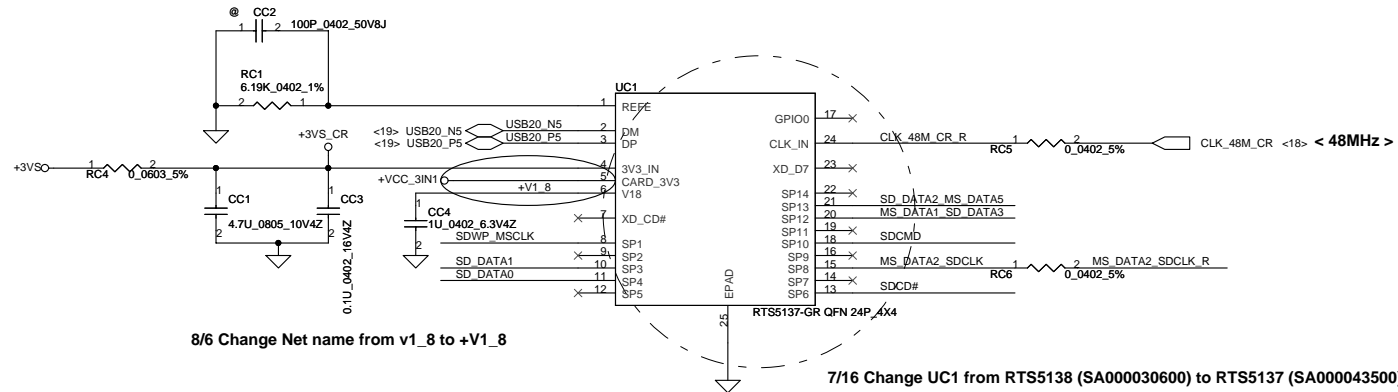 @ CC2
1 2 100P_0402_50V8J
RC1
6.19K_0402_1%
2 1
+3VS_CR
+3VS
1 2
RC4 0_0603_5%
1
CC1
2 4.7U_0805_10V4Z
1
CC3
2
0.1U_0402_16V4Z
<19> USB20_N5 USB20_N5
<19> USB20_P5 USB20_P5
+VCC_3IN1
+V1_8
1
CC4
1U_0402_6.3V4Z
2
SDWP_MSCLK
SD_DATA1
SD_DATA0
UC1
1 REFE
2 DM
3 DP
4 3V3_IN
5 CARD_3V3
6 V18
7 XD_CD#
8 SP1
9 SP2
10 SP3
11 SP4
12 SP5
EPAD
25
GPIO0 17
CLK_IN 24
XD_D7 23
SP14 22
SP13 21
SP12 20
SP11 19
SP10 18
SP9 16
SP8 15
SP7 14
SP6 13
RTS5137-GR QFN 24P_4X4
CLK_48M_CR_R 1 2 CLK_48M_CR <18> < 48MHz >
RC5 0_0402_5%
SD_DATA2_MS_DATA5
MS_DATA1_SD_DATA3
SDCMD
MS_DATA2_SDCLK 1 2 MS_DATA2_SDCLK_R
RC6 0_0402_5%
SDCD#
8/6 Change Net name from v1_8 to +V1_8
7/16 Change UC1 from RTS5138 (SA000030600) to RTS5137 (SA000043500